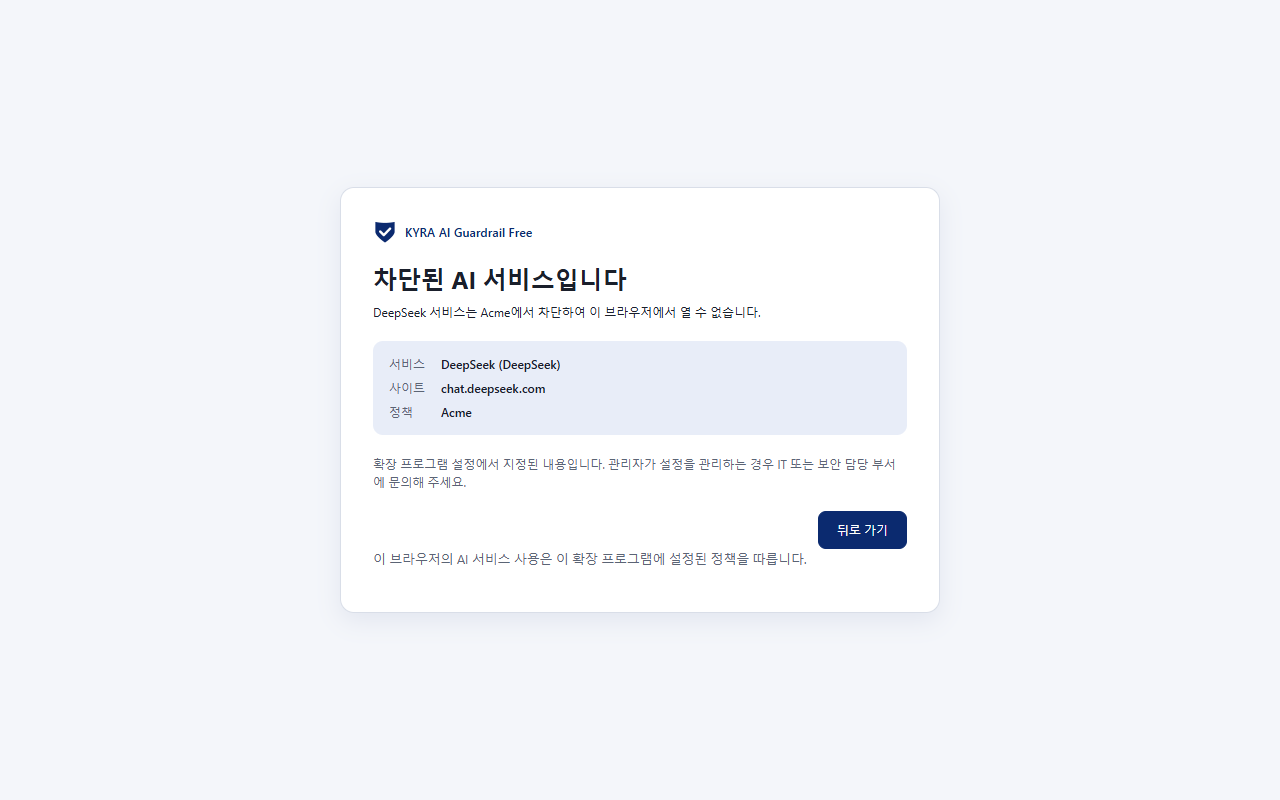 KYRA AI Guardrail Free
차단된 AI 서비스입니다
DeepSeek 서비스는 Acme에서 차단하여 이 브라우저에서 열 수 없습니다.
서비스 DeepSeek (DeepSeek)
사이트 chat.deepseek.com
정책 Acme
확장 프로그램 설정에서 지정된 내용입니다. 관리자가 설정을 관리하는 경우 IT 또는 보안 담당 부서
에 문의해 주세요.
뒤로 가기
이 브라우저의 AI 서비스 사용은 이 확장 프로그램에 설정된 정책을 따릅니다.